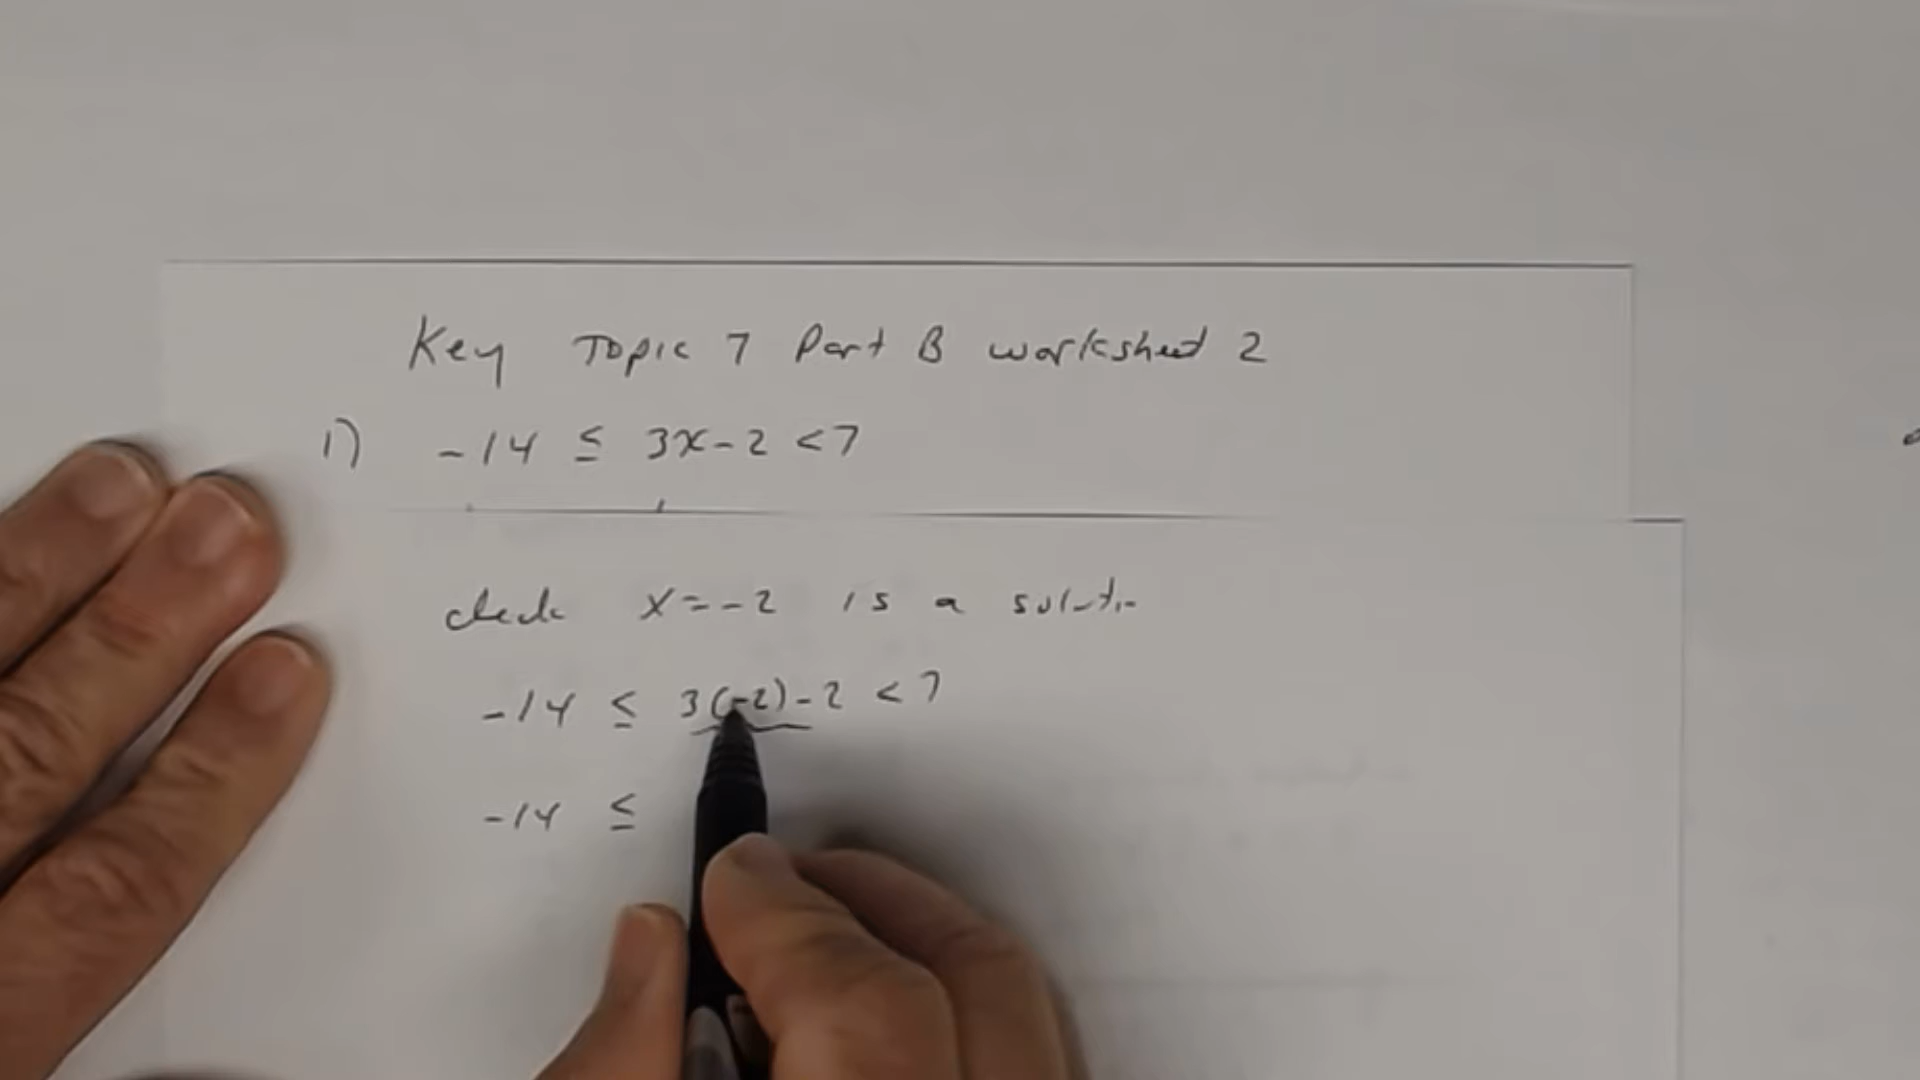 Key Topic 7 Part B worksheet 2
1) -14 ≤ 3x-2 < 7
check x=-2 is a solution
-14 ≤ 3(-2)-2 < 7
-14 ≤